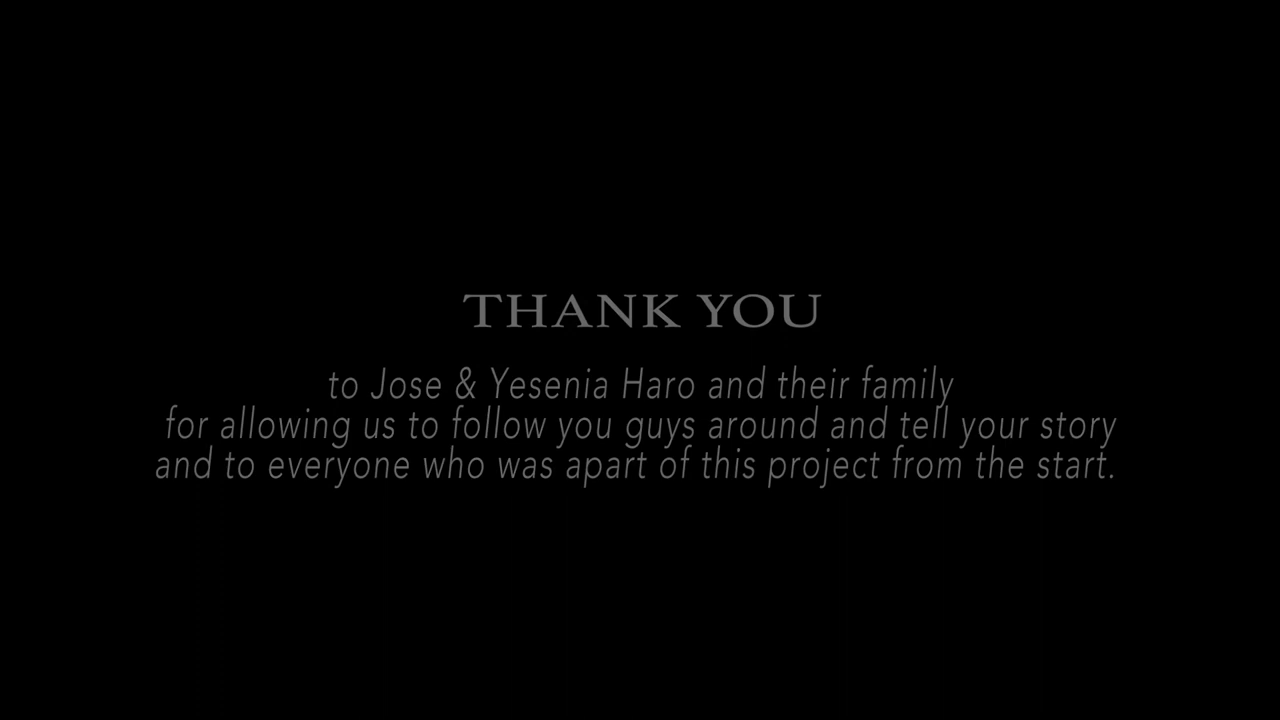 THANK YOU
to Jose & Yesenia Haro and their family
for allowing us to follow you guys around and tell your story
and to everyone who was apart of this project from the start.